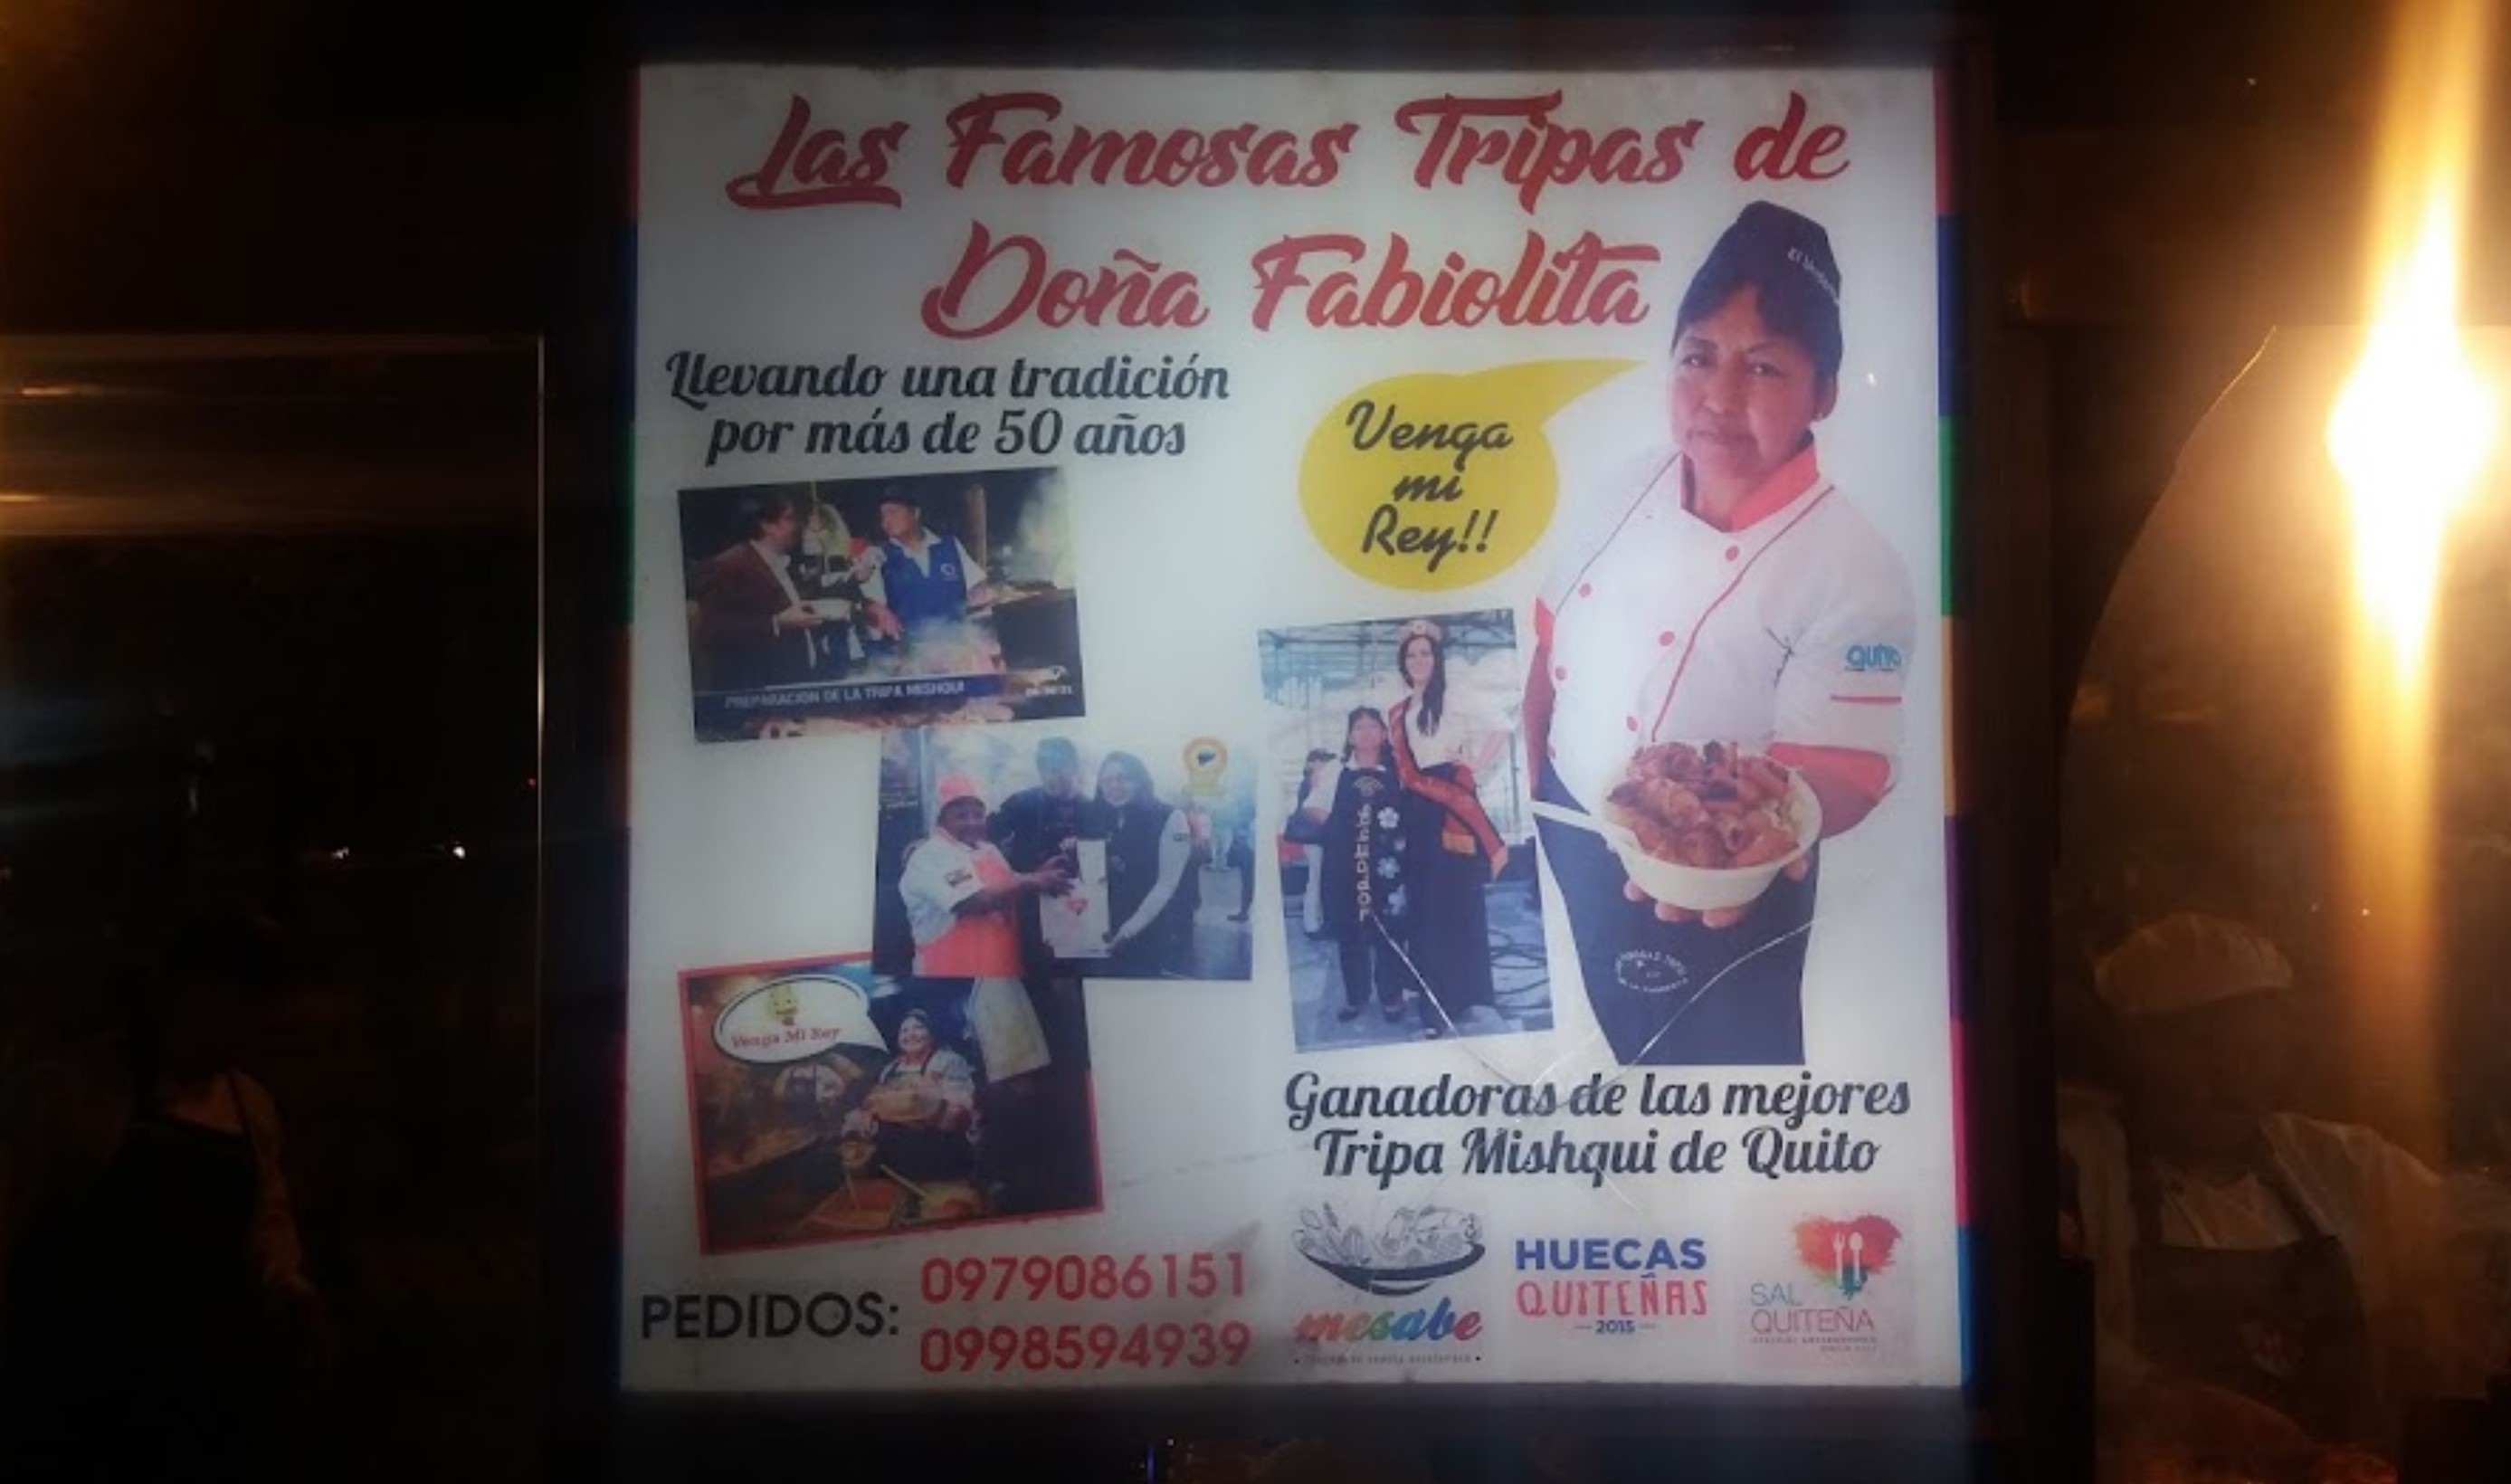 Las Famosas Tripas de
Doña Fabiolita
Llevando una tradición
por más de 50 años
Venga
mi
Rey!!
QUITO
PREPARACION DE LA TRIPA MISHQUI
Venga Mi Rey
Ganadoras de las mejores
Tripa Mishqui de Quito
PEDIDOS:
0979086151
0998594939
mesabe
HUECAS
QUITEÑAS
2015
SAL
QUITEÑA